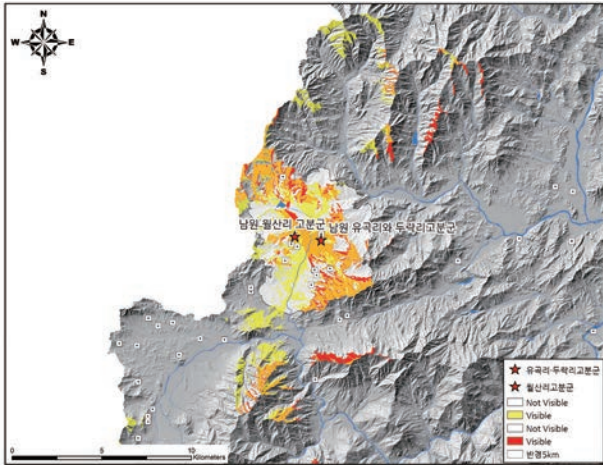 N
W E
S
남원 월산리 고분군 남원 유곡리와 두락리고분군
유곡리·두락리고분군
월산리고분군
Not Visible
Visible
Not Visible
Visible
반경5km
0 5 10
Kilometers